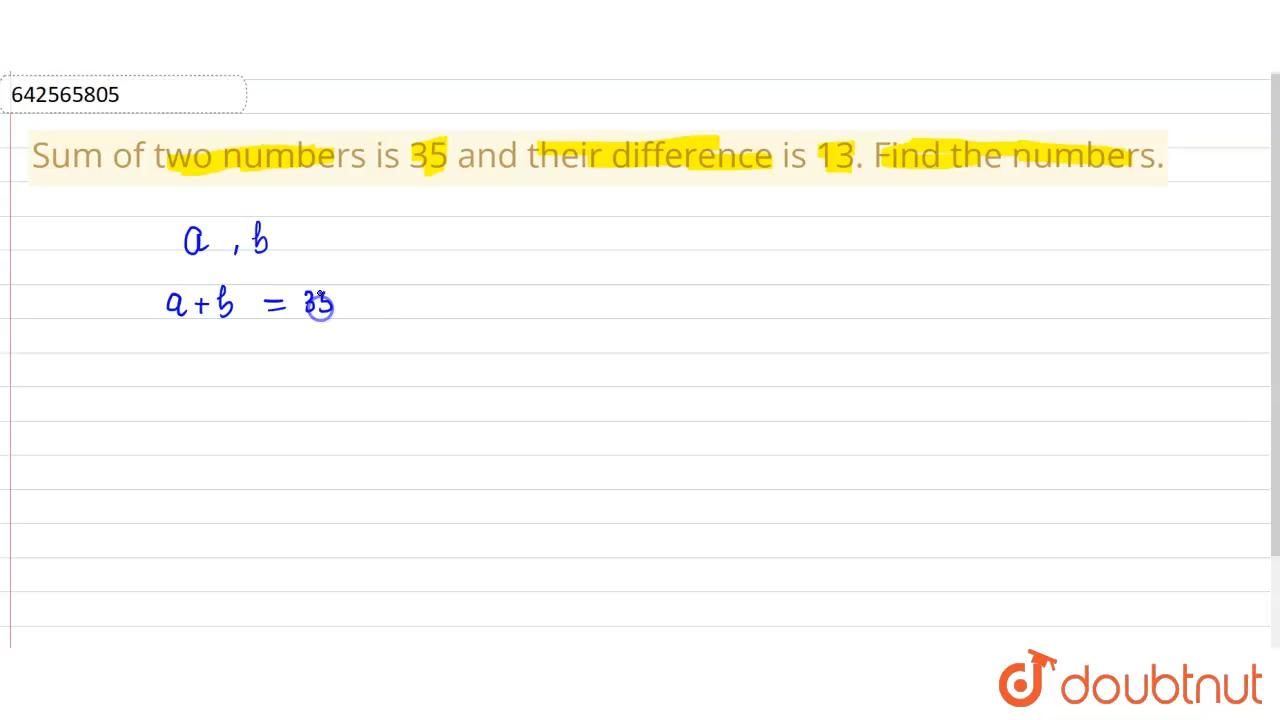 642565805
Sum of two numbers is 35 and their difference is 13. Find the numbers.
a , b
a + b = 35
doubtnut